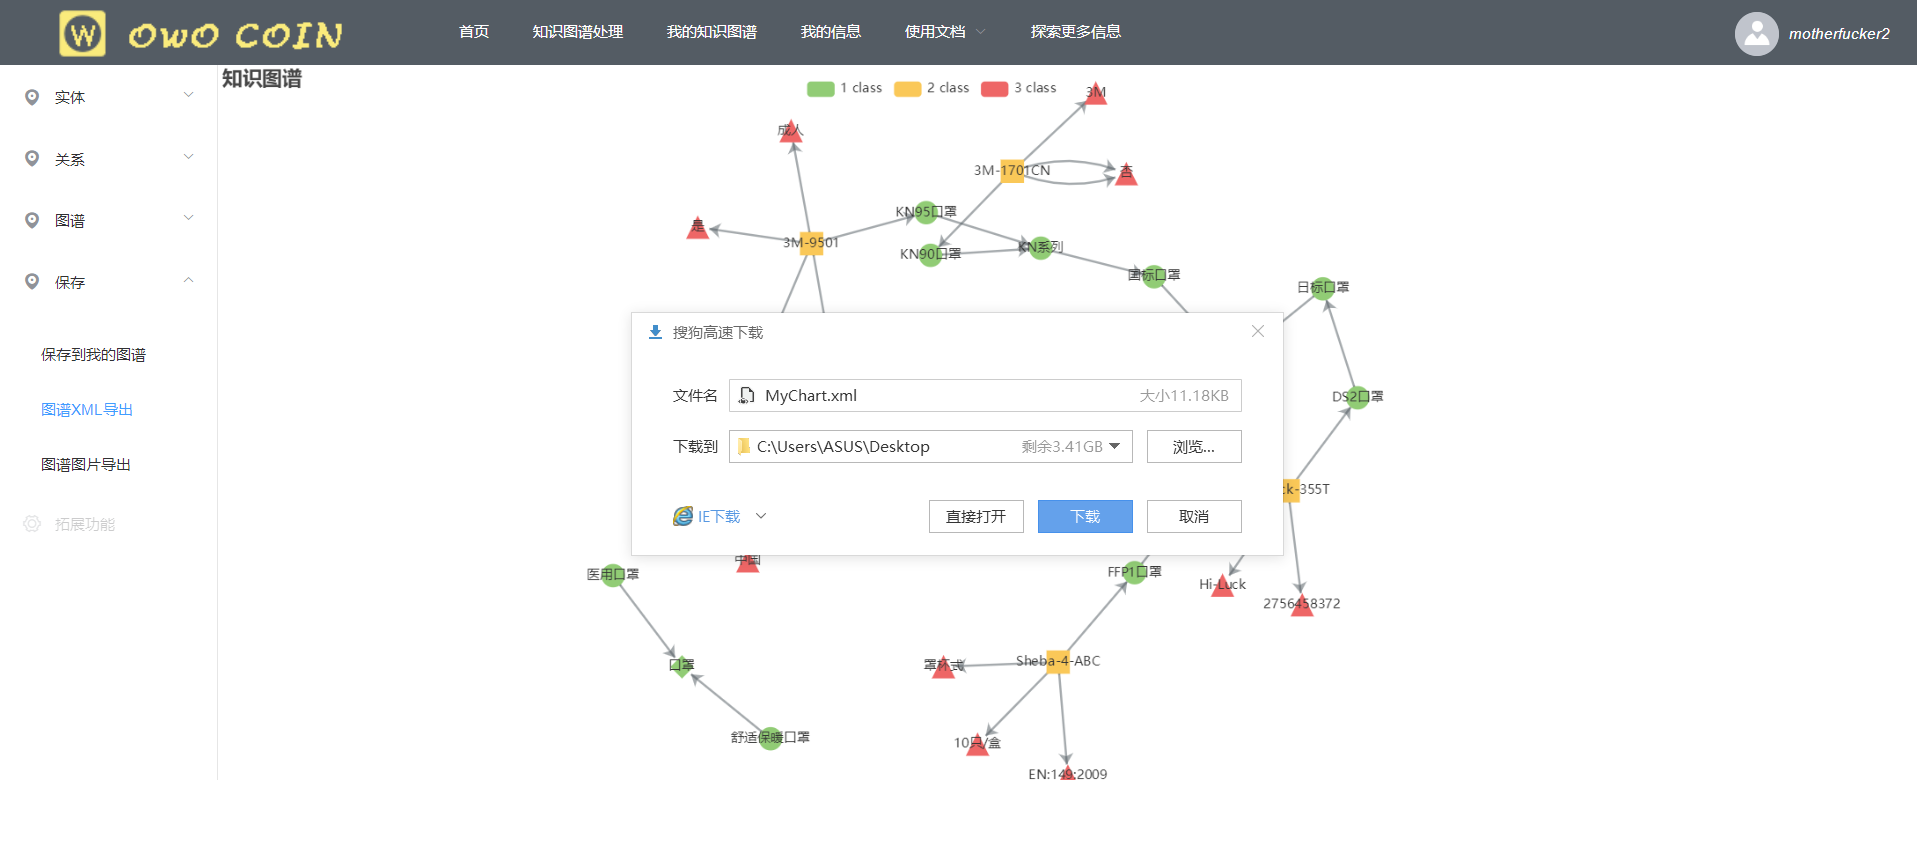 W OWO COIN
首页 知识图谱处理 我的知识图谱 我的信息 使用文档 探索更多信息
motherfucker2
实体
关系
图谱
保存
保存到我的图谱
图谱XML导出
图谱图片导出
拓展功能
知识图谱
1 class 2 class 3 class
3M
成人
3M-1701CN
否
KN95口罩
是
3M-9501
KN90口罩
KN系列
国标口罩
日标口罩
搜狗高速下载
文件名 MyChart.xml 大小11.18KB
下载到 C:\Users\ASUS\Desktop 剩余3.41GB 浏览...
IE下载 直接打开 下载 取消
DS2口罩
ck-355T
中国
医用口罩
FFP1口罩
Hi-Luck
2756458372
口罩
罩杯式
Sheba-4-ABC
舒适保暖口罩
10只/盒
EN:149:2009